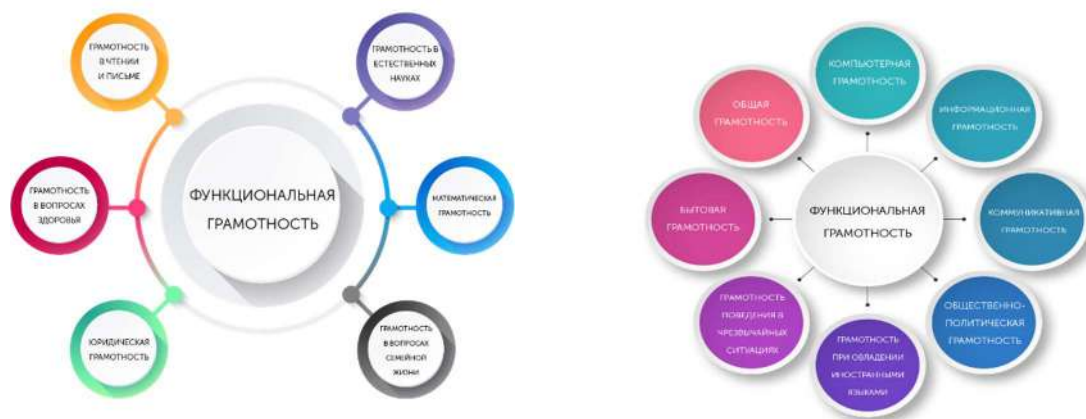 ГРАМОТНОСТЬ
В ЧТЕНИИ
И ПИСЬМЕ
ГРАМОТНОСТЬ В
ЕСТЕСТВЕННЫХ
НАУКАХ
ГРАМОТНОСТЬ
В ВОПРОСАХ
ЗДОРОВЬЯ
ФУНКЦИОНАЛЬНАЯ
ГРАМОТНОСТЬ
МАТЕМАТИЧЕСКАЯ
ГРАМОТНОСТЬ
ЮРИДИЧЕСКАЯ
ГРАМОТНОСТЬ
ГРАМОТНОСТЬ
В ВОПРОСАХ
СЕМЕЙНОЙ
ЖИЗНИ
КОМПЬЮТЕРНАЯ
ГРАМОТНОСТЬ
ОБЩАЯ
ГРАМОТНОСТЬ
ИНФОРМАЦИОННАЯ
ГРАМОТНОСТЬ
БЫТОВАЯ
ГРАМОТНОСТЬ
ФУНКЦИОНАЛЬНАЯ
ГРАМОТНОСТЬ
КОММУНИКАТИВНАЯ
ГРАМОТНОСТЬ
ГРАМОТНОСТЬ
ПОВЕДЕНИЯ В
ЧРЕЗВЫЧАЙНЫХ
СИТУАЦИЯХ
ГРАМОТНОСТЬ
ПРИ ОВЛАДЕНИИ
ИНОСТРАННЫМИ
ЯЗЫКАМИ
ОБЩЕСТВЕННО-
ПОЛИТИЧЕСКАЯ
ГРАМОТНОСТЬ